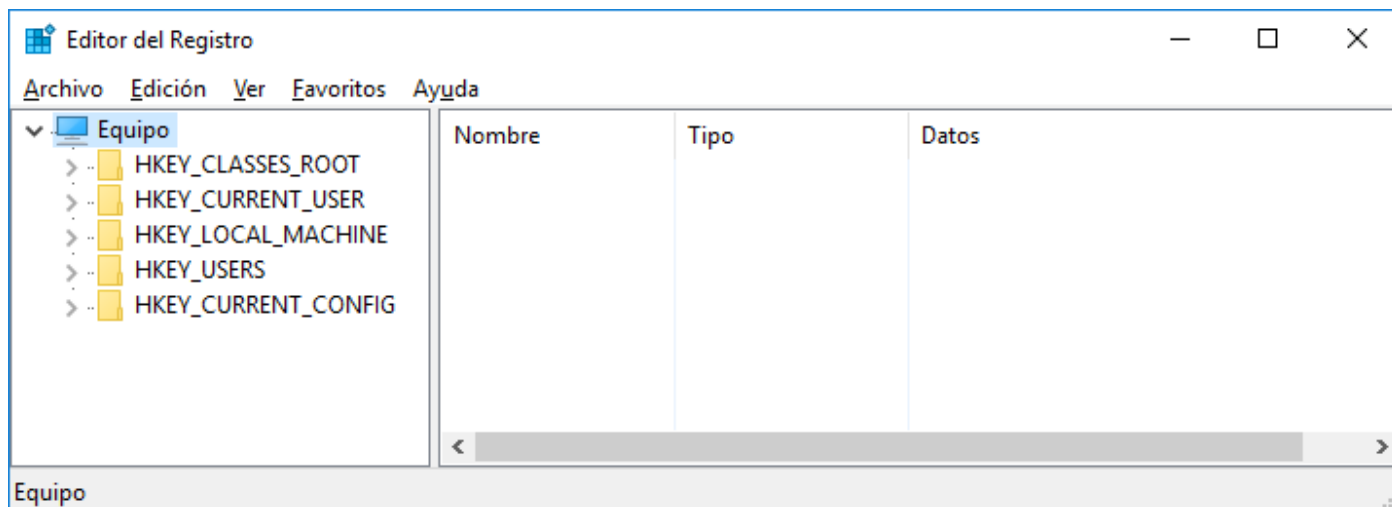 Editor del Registro
Archivo Edición Ver Favoritos Ayuda
Equipo
HKEY_CLASSES_ROOT
HKEY_CURRENT_USER
HKEY_LOCAL_MACHINE
HKEY_USERS
HKEY_CURRENT_CONFIG
Nombre Tipo Datos
Equipo